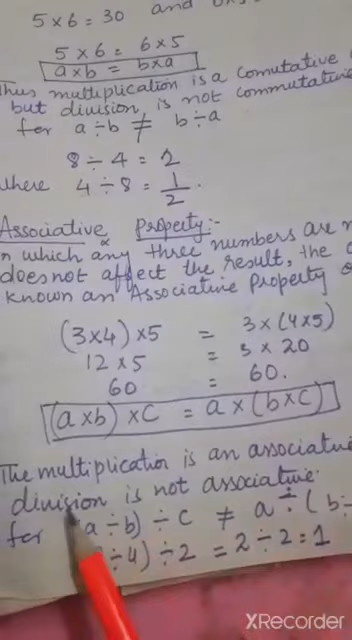 5×6 = 30 and
5×6 = 6×5
a×b = b×a
Thus multiplication is a comutative
but division is not commutative
for a÷b ≠ b÷a
8÷4 = 2
where 4÷8 = 1/2.
Associative Property:-
in which any three numbers are
does not affect the result, the
known an Associative Property
(3×4)×5 = 3×(4×5)
12×5 = 3×20
60 = 60.
(a×b)×c = a×(b×c)
The multiplication is an associative
division is not associative.
for a÷b)÷c ≠ a÷(b÷
÷4)÷2 = 2÷2=1
XRecorder